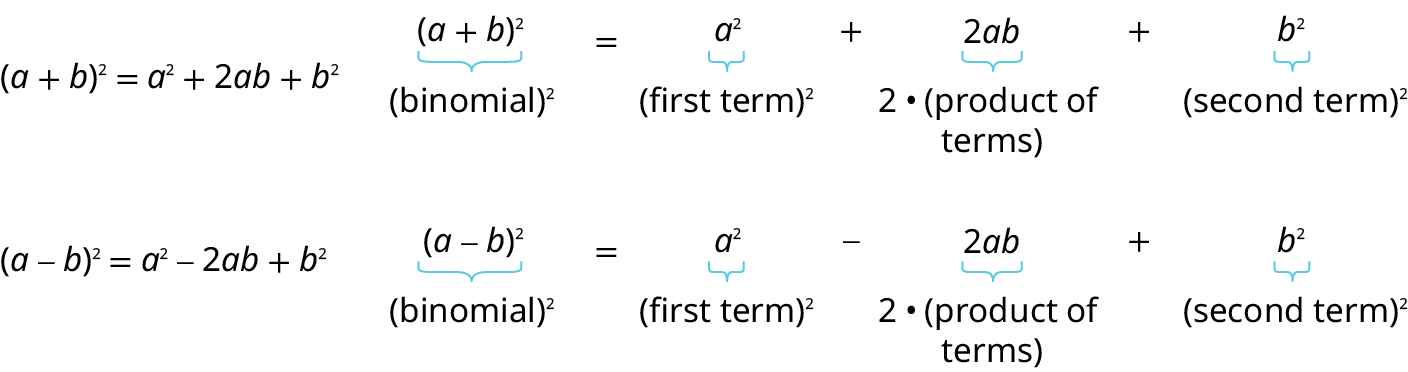 (a + b)² = a² + 2ab + b²
(a + b)² = a² + 2ab + b²
(binomial)² (first term)² 2 • (product of terms) (second term)²
(a – b)² = a² – 2ab + b²
(a – b)² = a² – 2ab + b²
(binomial)² (first term)² 2 • (product of terms) (second term)²